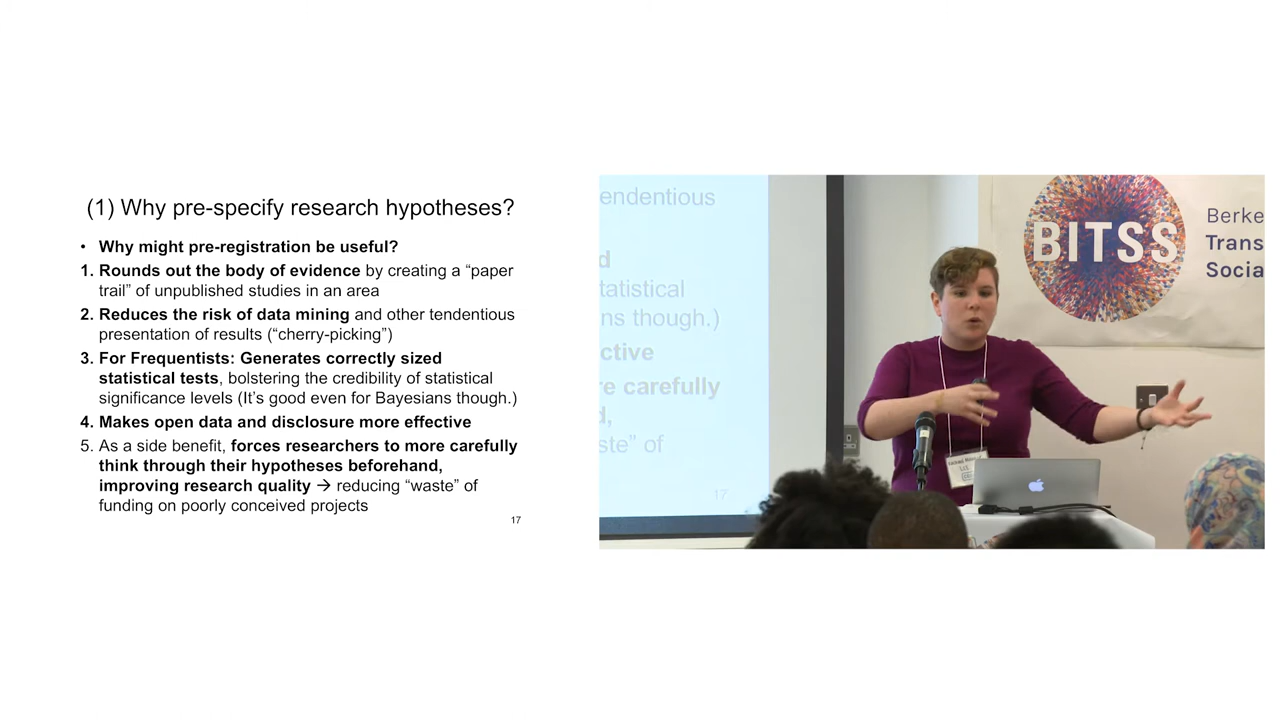 (1) Why pre-specify research hypotheses?
• Why might pre-registration be useful?
1. Rounds out the body of evidence by creating a “paper
trail” of unpublished studies in an area
2. Reduces the risk of data mining and other tendentious
presentation of results (“cherry-picking”)
3. For Frequentists: Generates correctly sized
statistical tests, bolstering the credibility of statistical
significance levels (It’s good even for Bayesians though.)
4. Makes open data and disclosure more effective
5. As a side benefit, forces researchers to more carefully
think through their hypotheses beforehand,
improving research quality → reducing “waste” of
funding on poorly conceived projects
17
endentious
d
tatistical
ns though.)
ctive
e carefully
d,
ste” of
17
BITSS
Berke
Trans
Socia